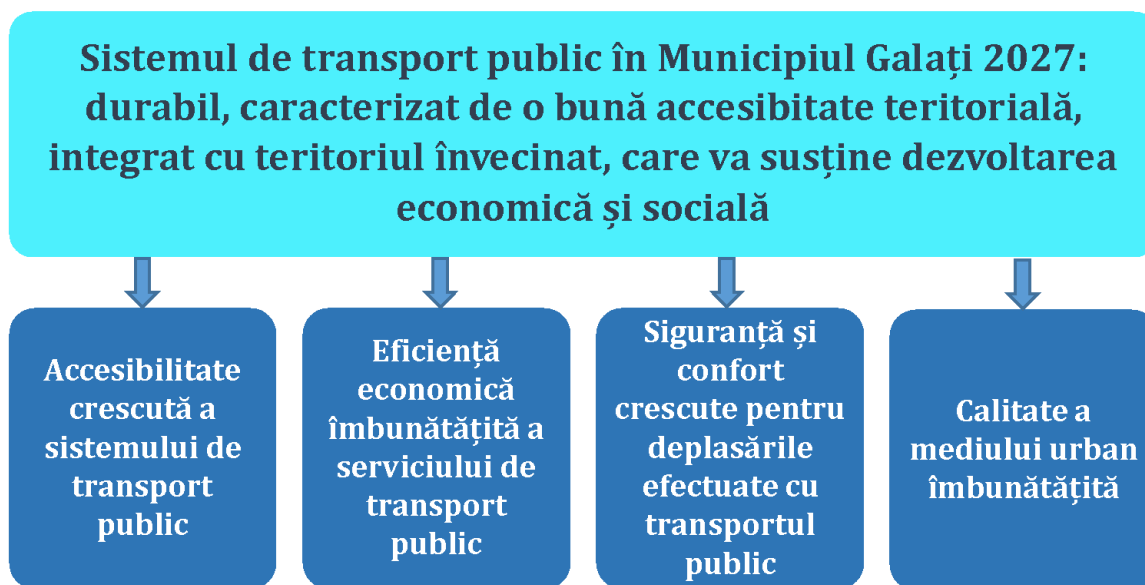 Sistemul de transport public în Municipiul Galați 2027:
durabil, caracterizat de o bună accesibitate teritorială,
integrat cu teritoriul învecinat, care va susține dezvoltarea
economică și socială
Accesibilitate
crescută a
sistemului de
transport
public
Eficiență
economică
îmbunătățită a
serviciului de
transport
public
Siguranță și
confort
crescute pentru
deplasările
efectuate cu
transportul
public
Calitate a
mediului urban
îmbunătățită